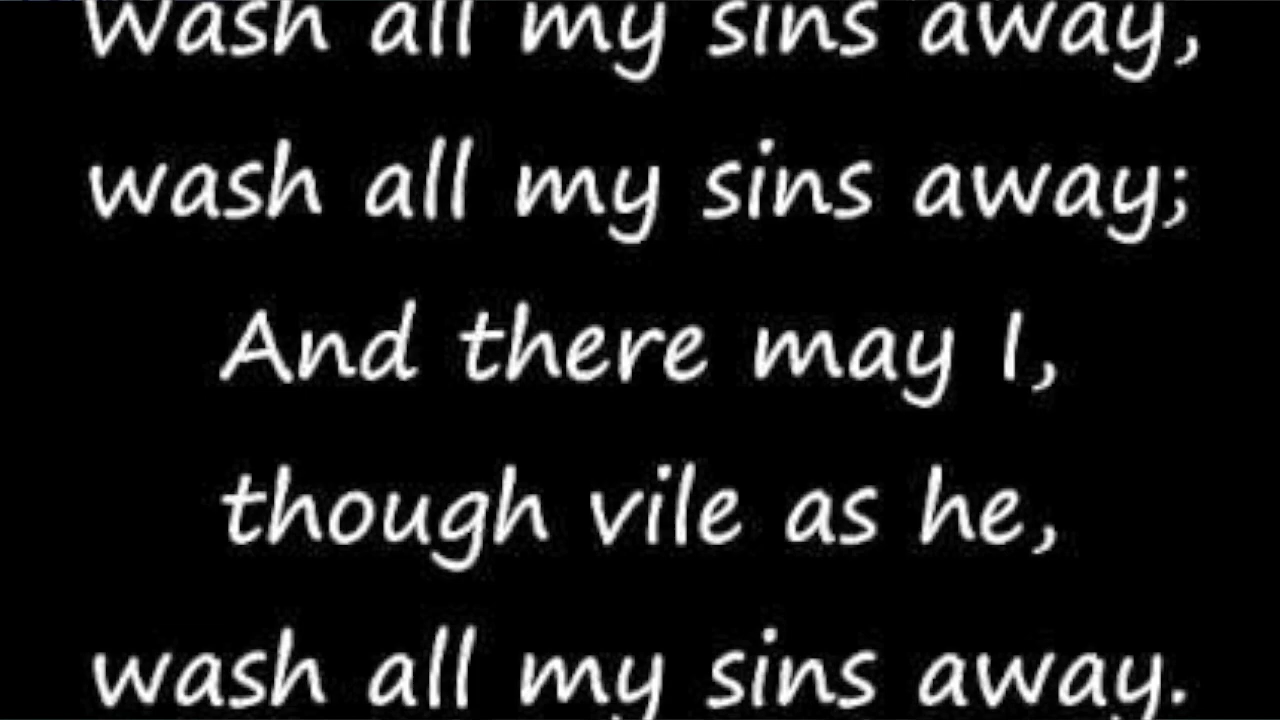 Wash all my sins away,
wash all my sins away;
And there may I,
though vile as he,
wash all my sins away.